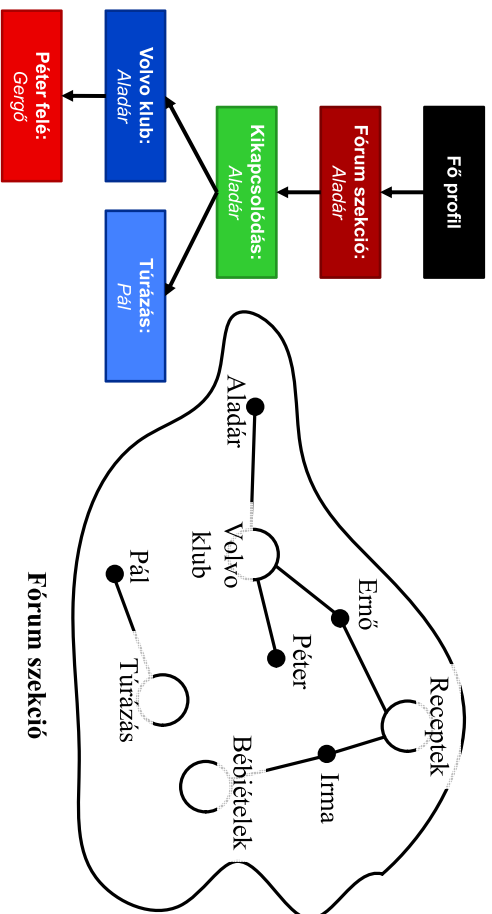 Fő profil
Fórum szekció:
Aladár
Kikapcsolódás:
Aladár
Volvo klub:
Aladár
Túrázás:
Pál
Péter felé:
Gergő
Receptek
Ernő
Irma
Péter
Aladár
Volvo
klub
Bébiételek
Túrázás
Pál
Fórum szekció